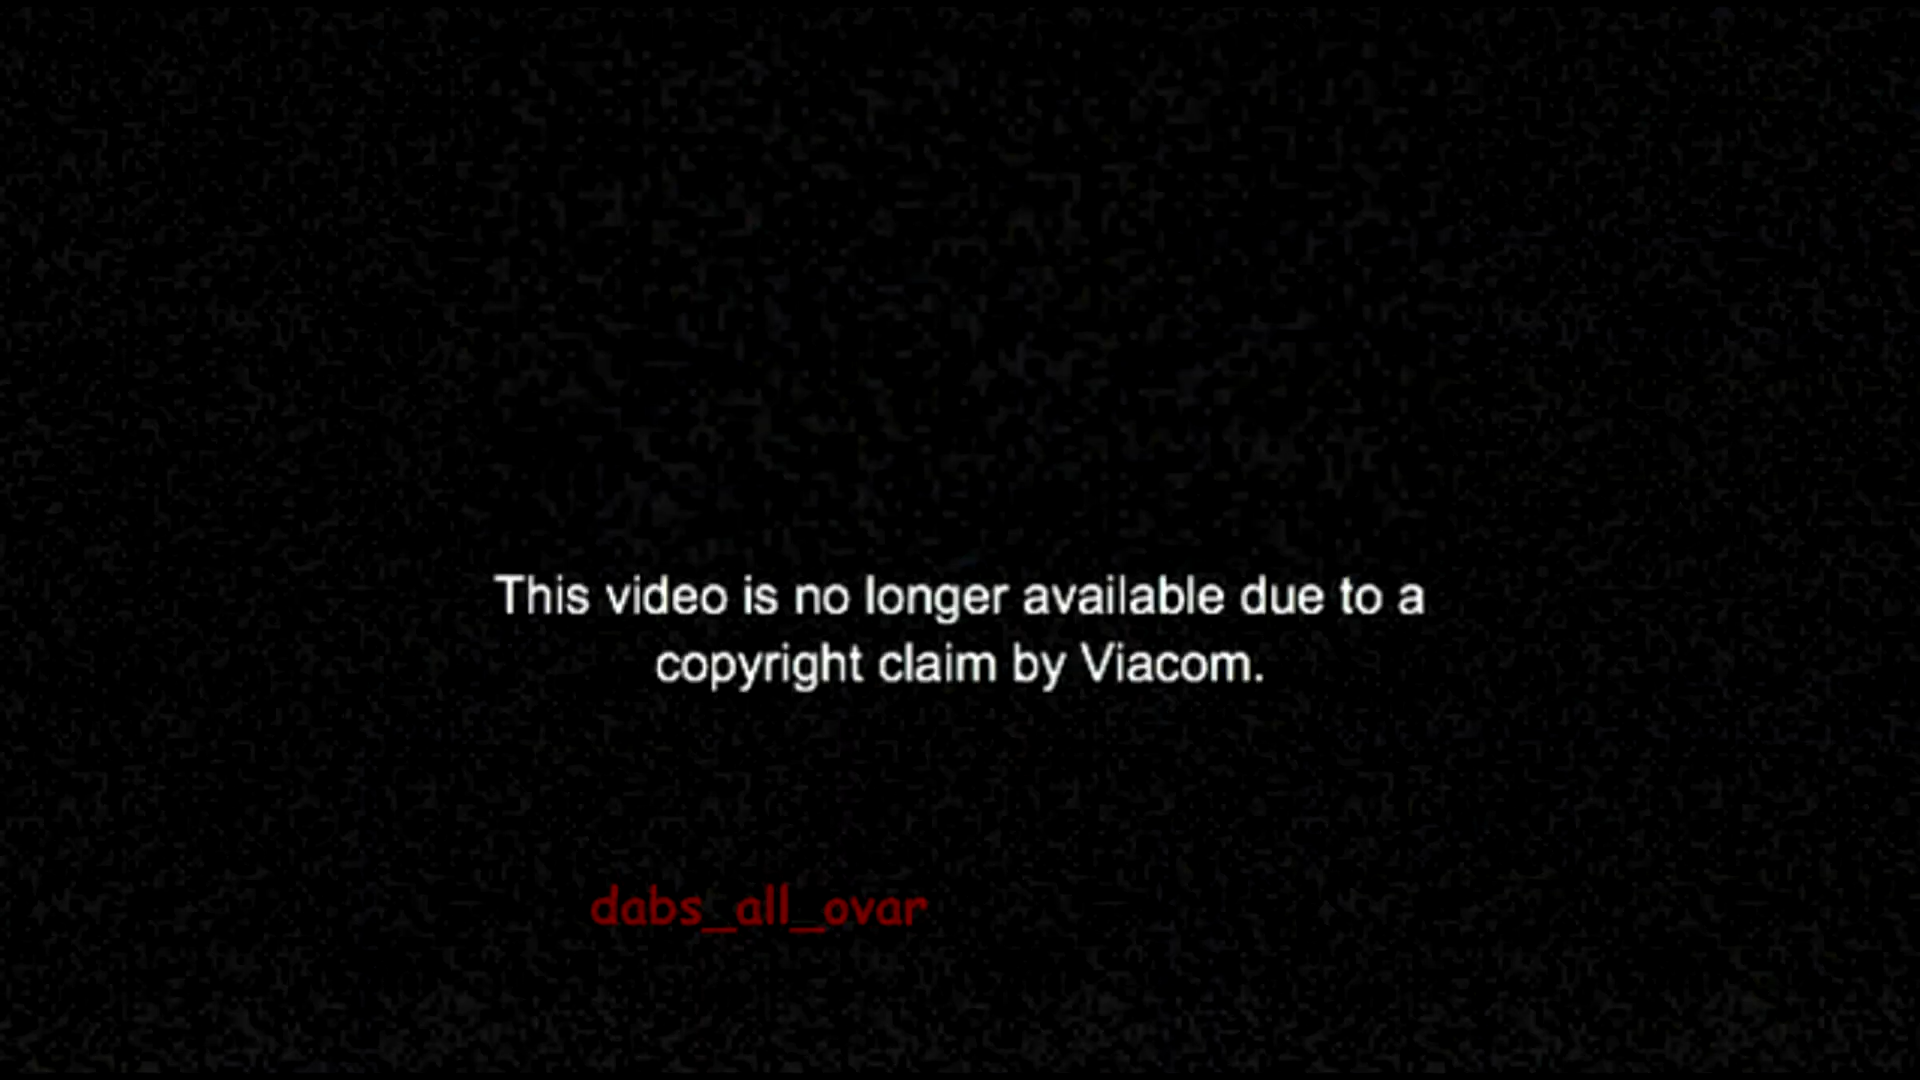 This video is no longer available due to a
copyright claim by Viacom.
dabs_all_ovar